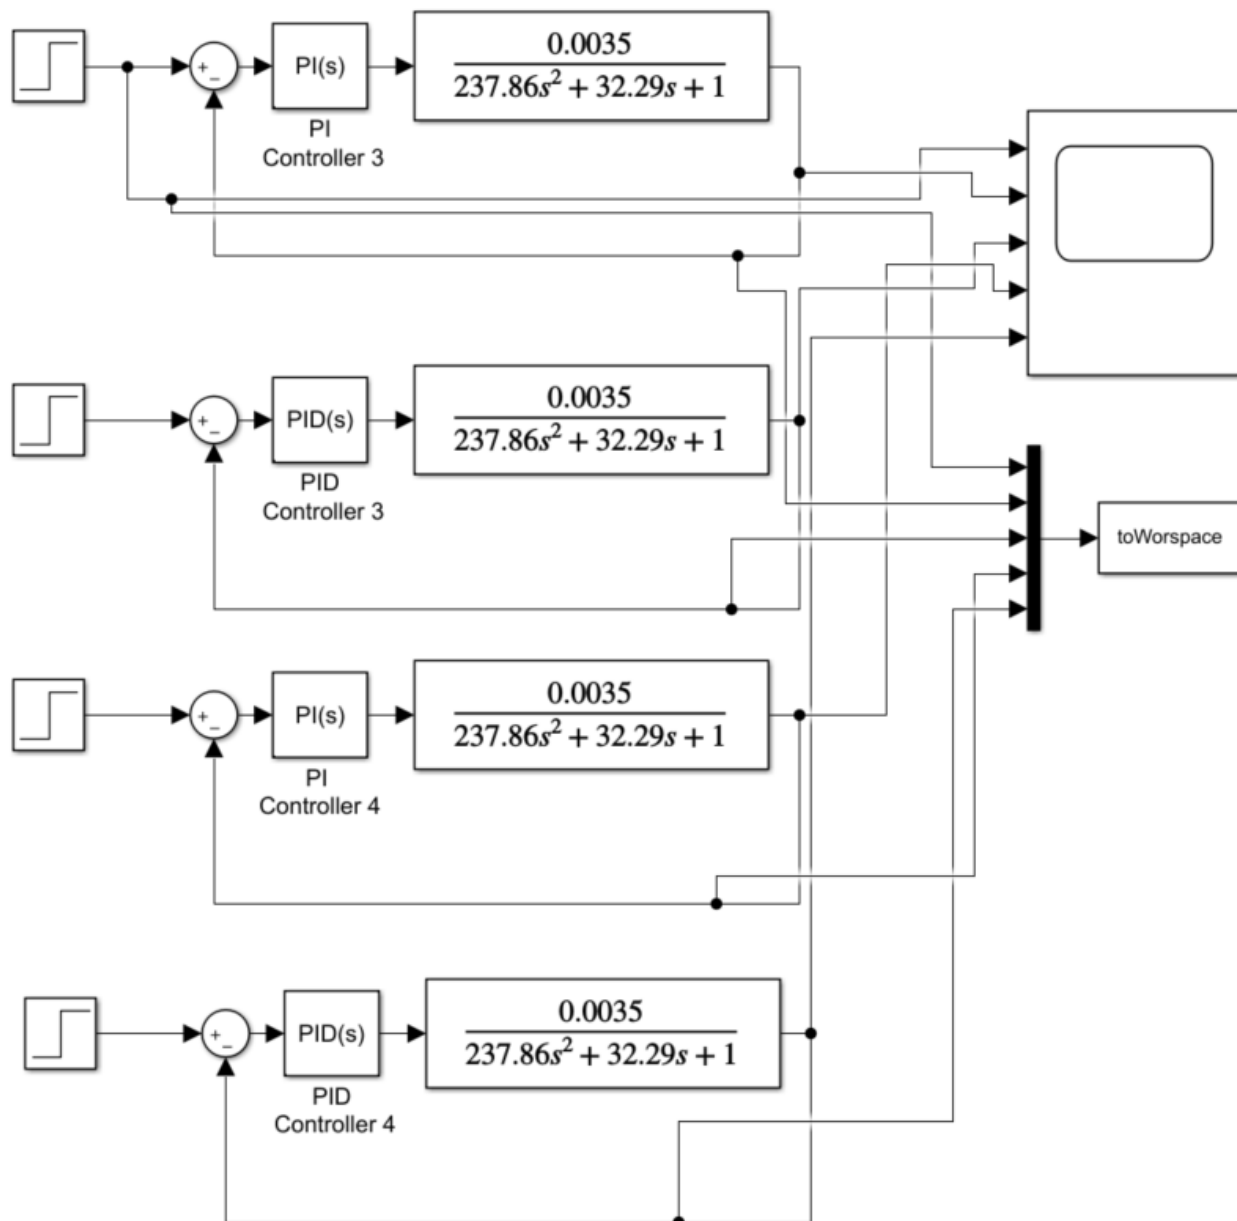 +
−
PI(s)
0.0035
237.86s² + 32.29s + 1
PI
Controller 3
+
−
PID(s)
0.0035
237.86s² + 32.29s + 1
PID
Controller 3
toWorspace
+
−
PI(s)
0.0035
237.86s² + 32.29s + 1
PI
Controller 4
+
−
PID(s)
0.0035
237.86s² + 32.29s + 1
PID
Controller 4